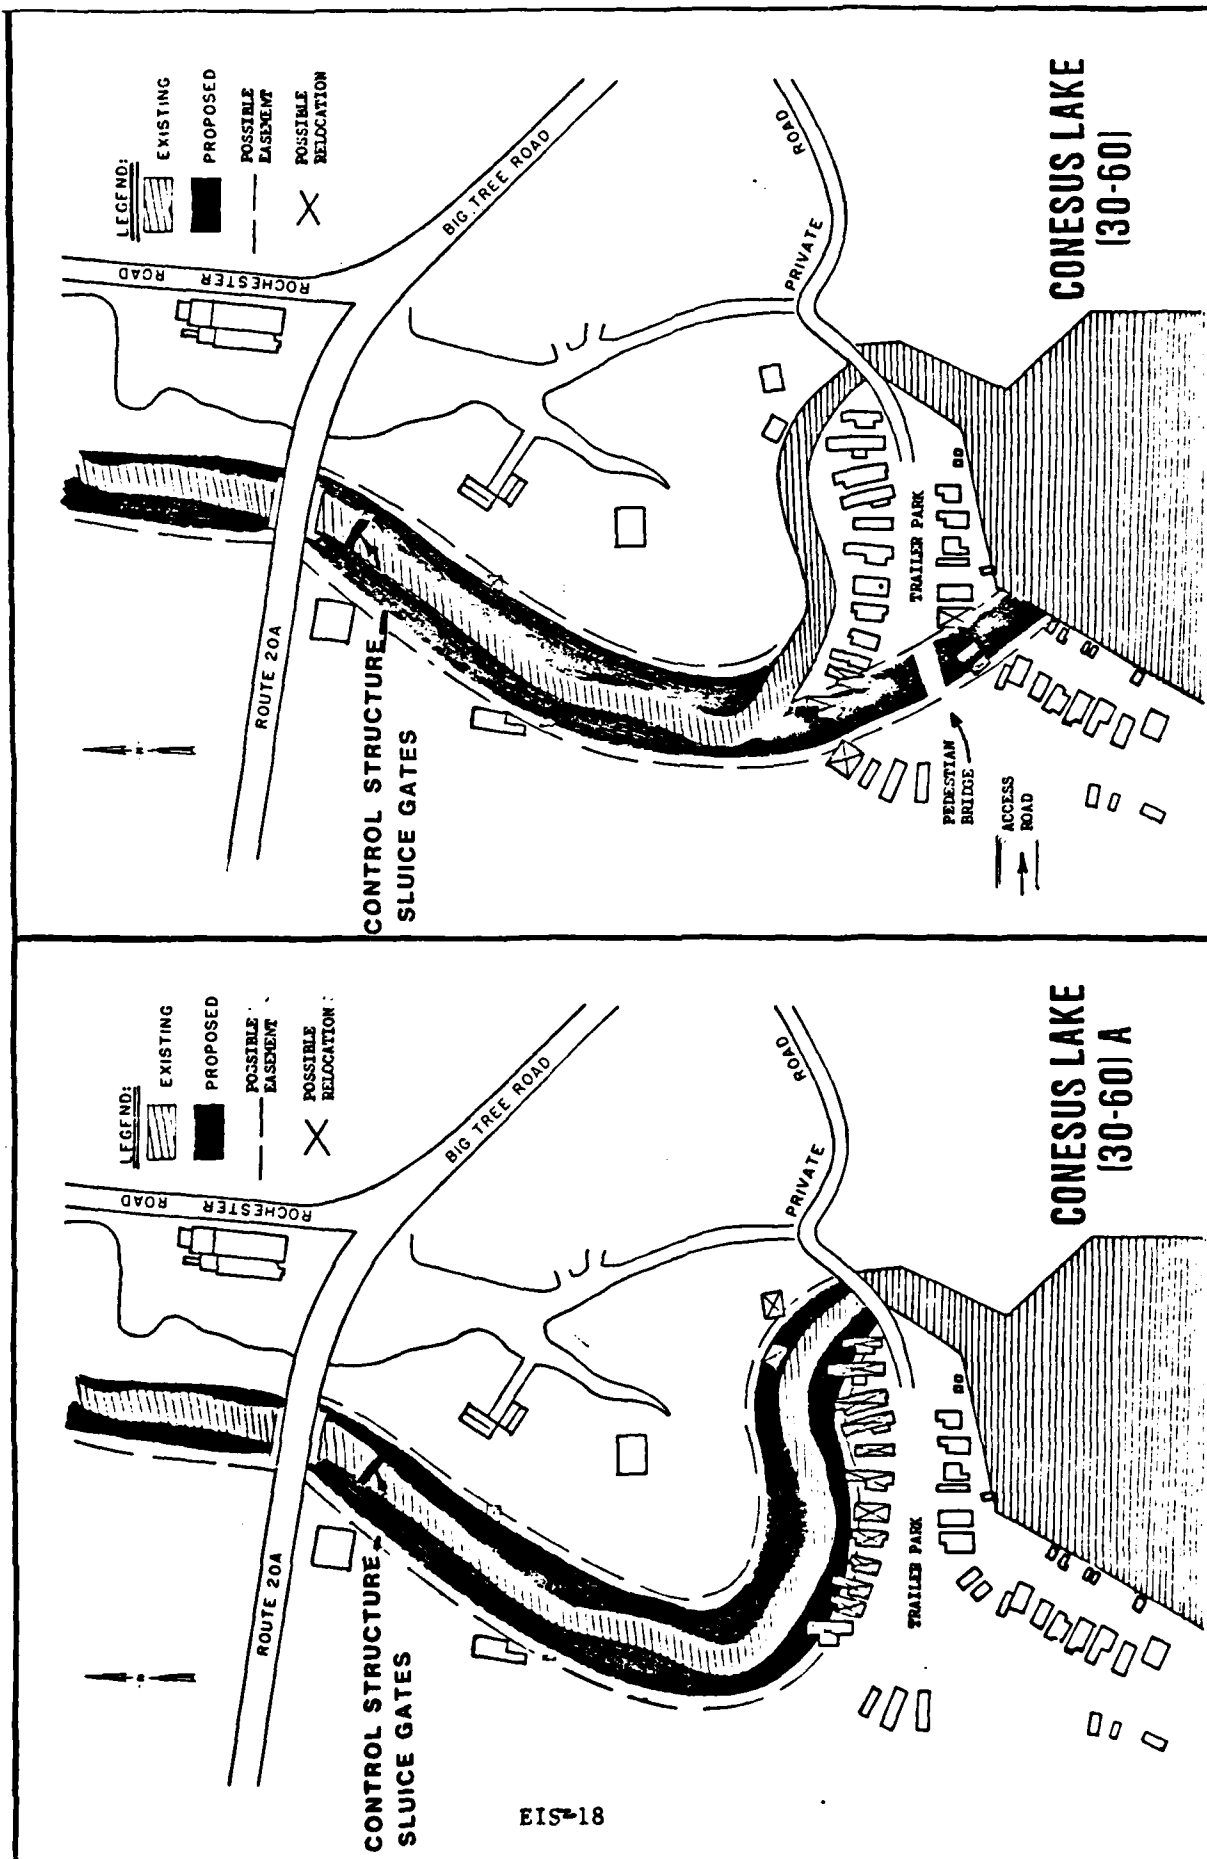 LEGEND:
EXISTING
PROPOSED
POSSIBLE
EASEMENT
POSSIBLE
RELOCATION
ROCHESTER ROAD
BIG TREE ROAD
ROUTE 20A
CONTROL STRUCTURE
SLUICE GATES
PRIVATE ROAD
TRAILER PARK
PEDESTIAN
BRIDGE
ACCESS
ROAD
CONESUS LAKE
(30-60)
LEGEND:
EXISTING
PROPOSED
POSSIBLE
EASEMENT
POSSIBLE
RELOCATION
ROCHESTER ROAD
BIG TREE ROAD
ROUTE 20A
CONTROL STRUCTURE
SLUICE GATES
PRIVATE ROAD
TRAILER PARK
CONESUS LAKE
(30-60) A
EIS-18